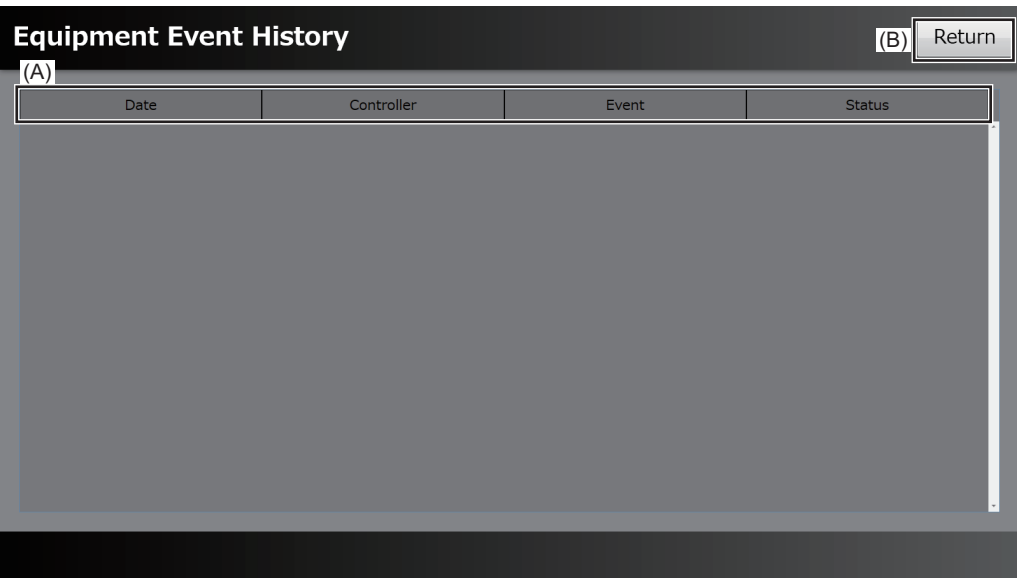 Equipment Event History
(B) Return
(A)
Date Controller Event Status